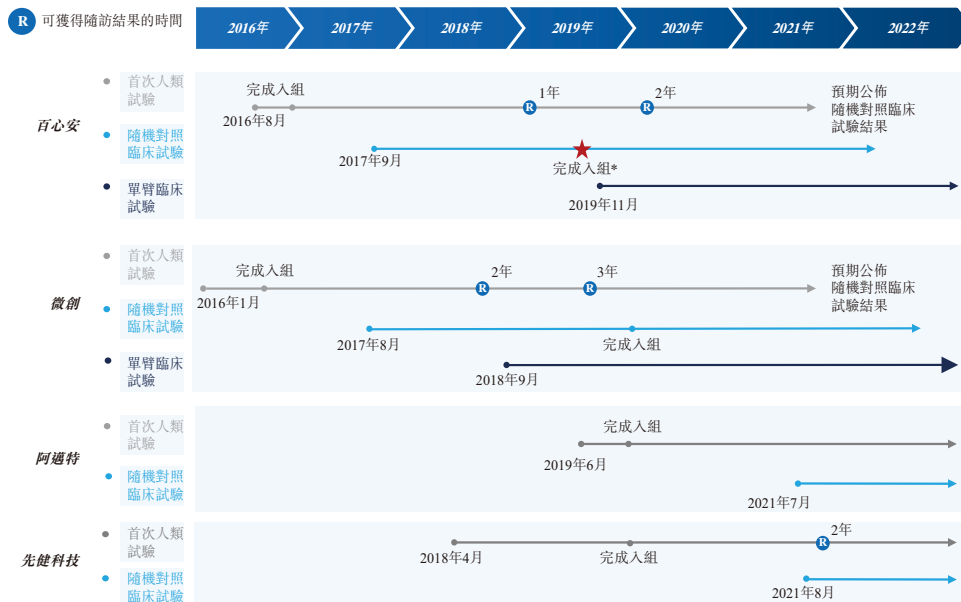 R 可獲得隨訪結果的時間
2016年 2017年 2018年 2019年 2020年 2021年 2022年
百心安
首次人類
試驗
完成入組
2016年8月
R 1年
R 2年
預期公佈
隨機對照臨床
試驗結果
隨機對照
臨床試驗
2017年9月
完成入組*
單臂臨床
試驗
2019年11月
微創
首次人類
試驗
完成入組
2016年1月
R 2年
R 3年
預期公佈
隨機對照臨床
試驗結果
隨機對照
臨床試驗
2017年8月
完成入組
單臂臨床
試驗
2018年9月
阿邁特
首次人類
試驗
完成入組
2019年6月
隨機對照
臨床試驗
2021年7月
先健科技
首次人類
試驗
2018年4月
完成入組
R 2年
隨機對照
臨床試驗
2021年8月